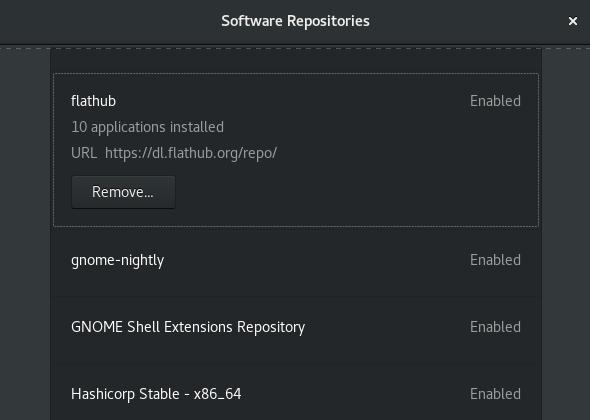 Software Repositories
flathub Enabled
10 applications installed
URL https://dl.flathub.org/repo/
Remove...
gnome-nightly Enabled
GNOME Shell Extensions Repository Enabled
Hashicorp Stable - x86_64 Enabled